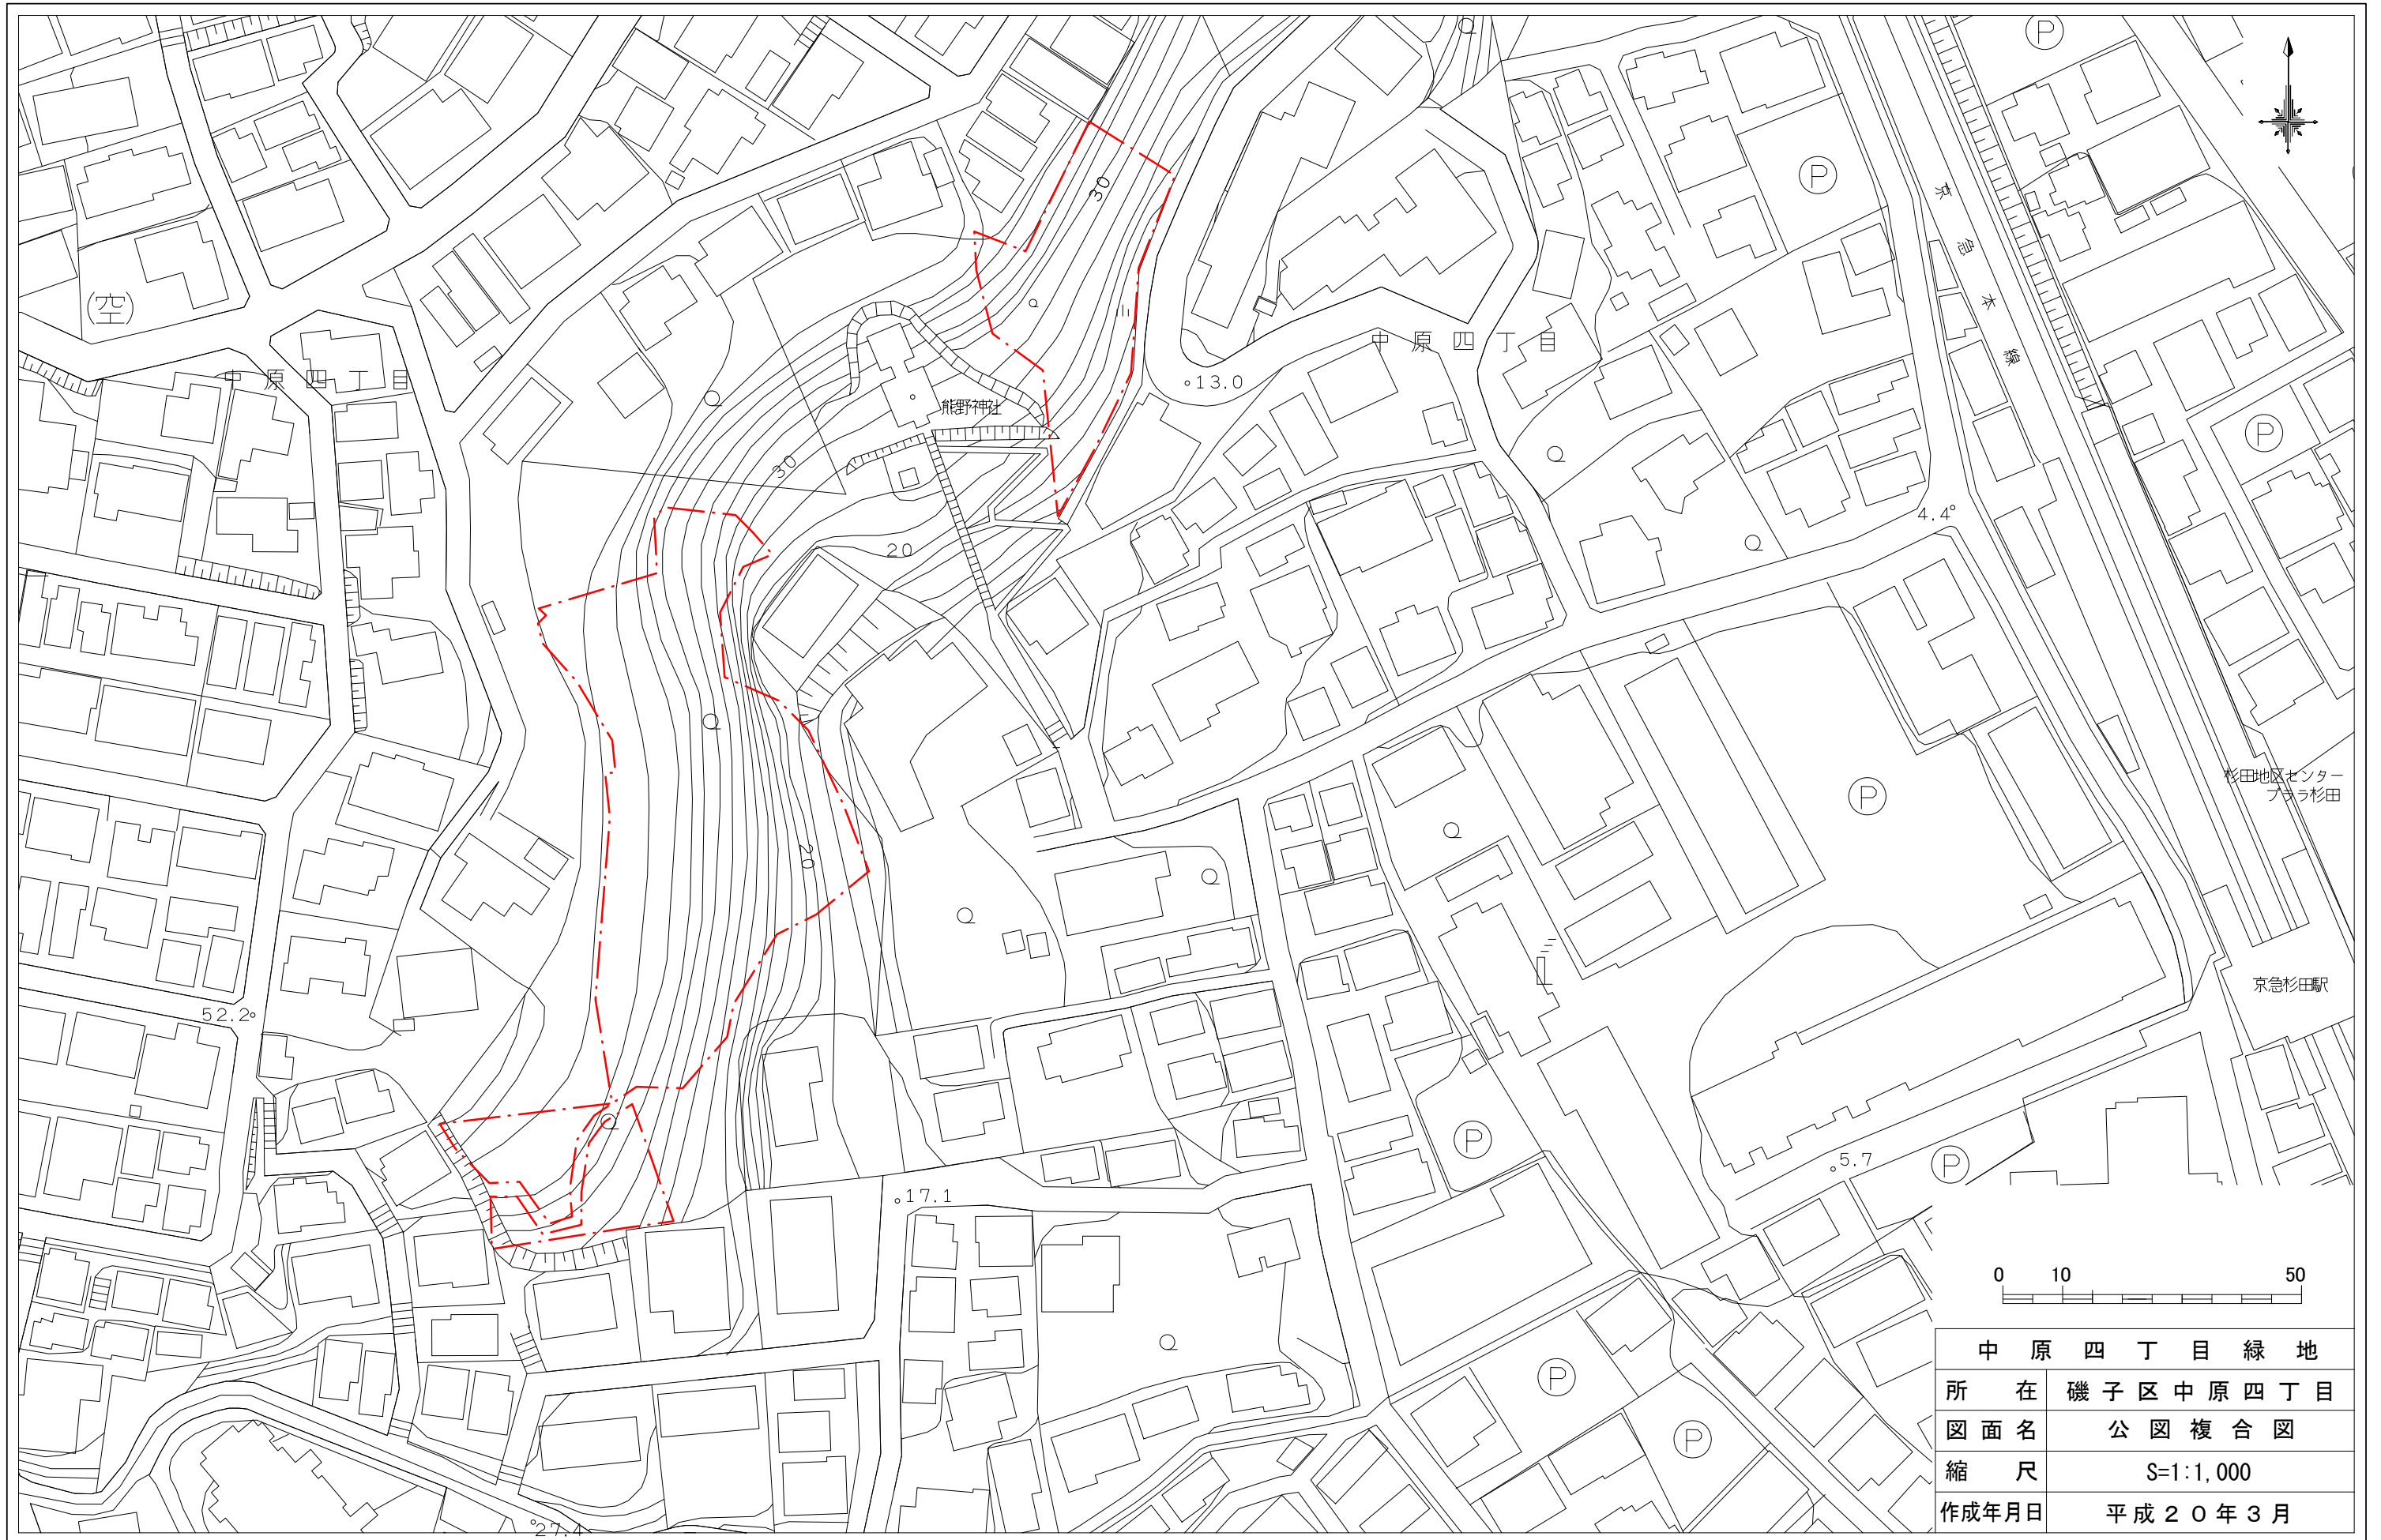 P
P
30
京急本線
(空)
中原四丁目
中原四丁目
13.0
熊野神社
P
30
4.4
20
杉田地区センター
プララ杉田
P
20
京急杉田駅
52.2
P
5.7
P
17.1
0 10 50
中原四丁目緑地
所在 磯子区中原四丁目
P
図面名 公図複合図
P
縮尺 S=1:1,000
作成年月日 平成20年3月
27.4